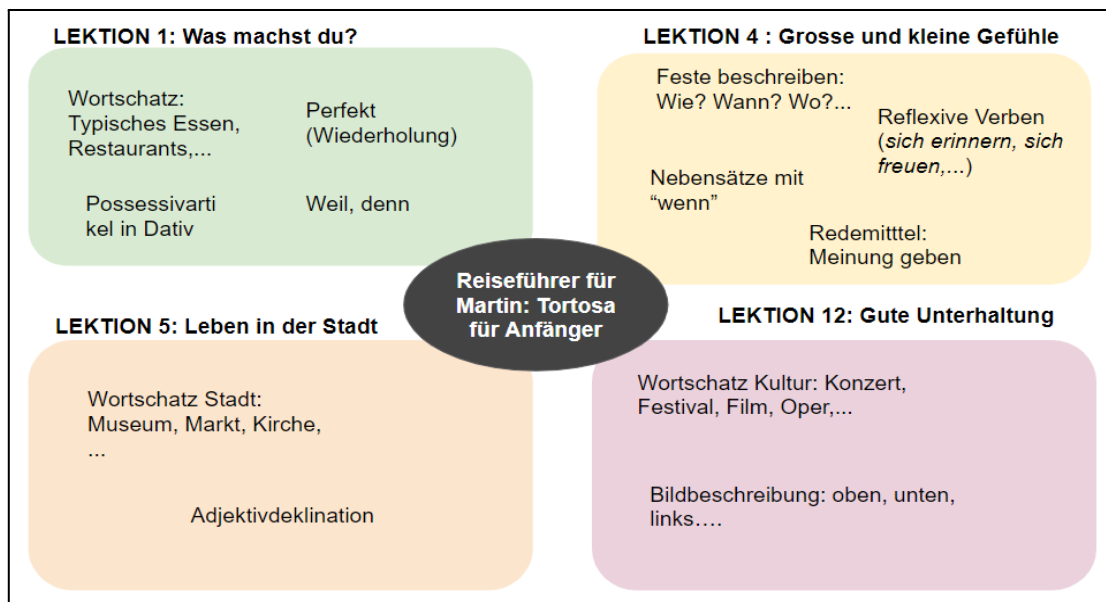 LEKTION 1: Was machst du?
Wortschatz:
Typisches Essen,
Restaurants,...
Perfekt
(Wiederholung)
Possessivarti
kel in Dativ
Weil, denn
LEKTION 4 : Grosse und kleine Gefühle
Feste beschreiben:
Wie? Wann? Wo?...
Reflexive Verben
(sich erinnern, sich
freuen,...)
Nebensätze mit
“wenn”
Redemitttel:
Meinung geben
Reiseführer für
Martin: Tortosa
für Anfänger
LEKTION 5: Leben in der Stadt
Wortschatz Stadt:
Museum, Markt, Kirche,
...
Adjektivdeklination
LEKTION 12: Gute Unterhaltung
Wortschatz Kultur: Konzert,
Festival, Film, Oper,...
Bildbeschreibung: oben, unten,
links….